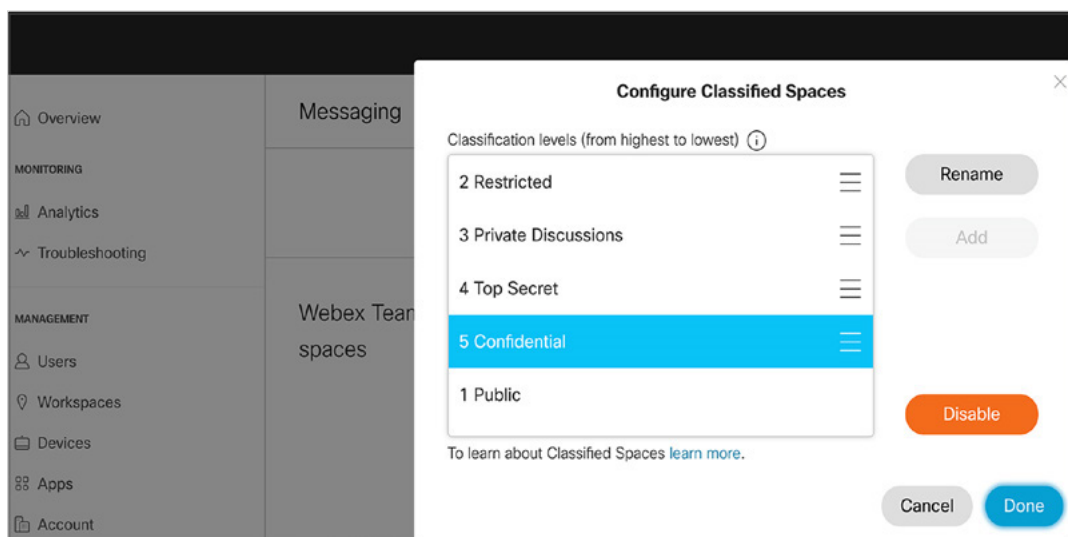 Overview
MONITORING
Analytics
Troubleshooting
MANAGEMENT
Users
Workspaces
Devices
Apps
Account
Messaging
Webex Tean
spaces
Configure Classified Spaces
Classification levels (from highest to lowest)
2 Restricted
3 Private Discussions
4 Top Secret
5 Confidential
1 Public
To learn about Classified Spaces learn more.
Rename
Add
Disable
Cancel
Done